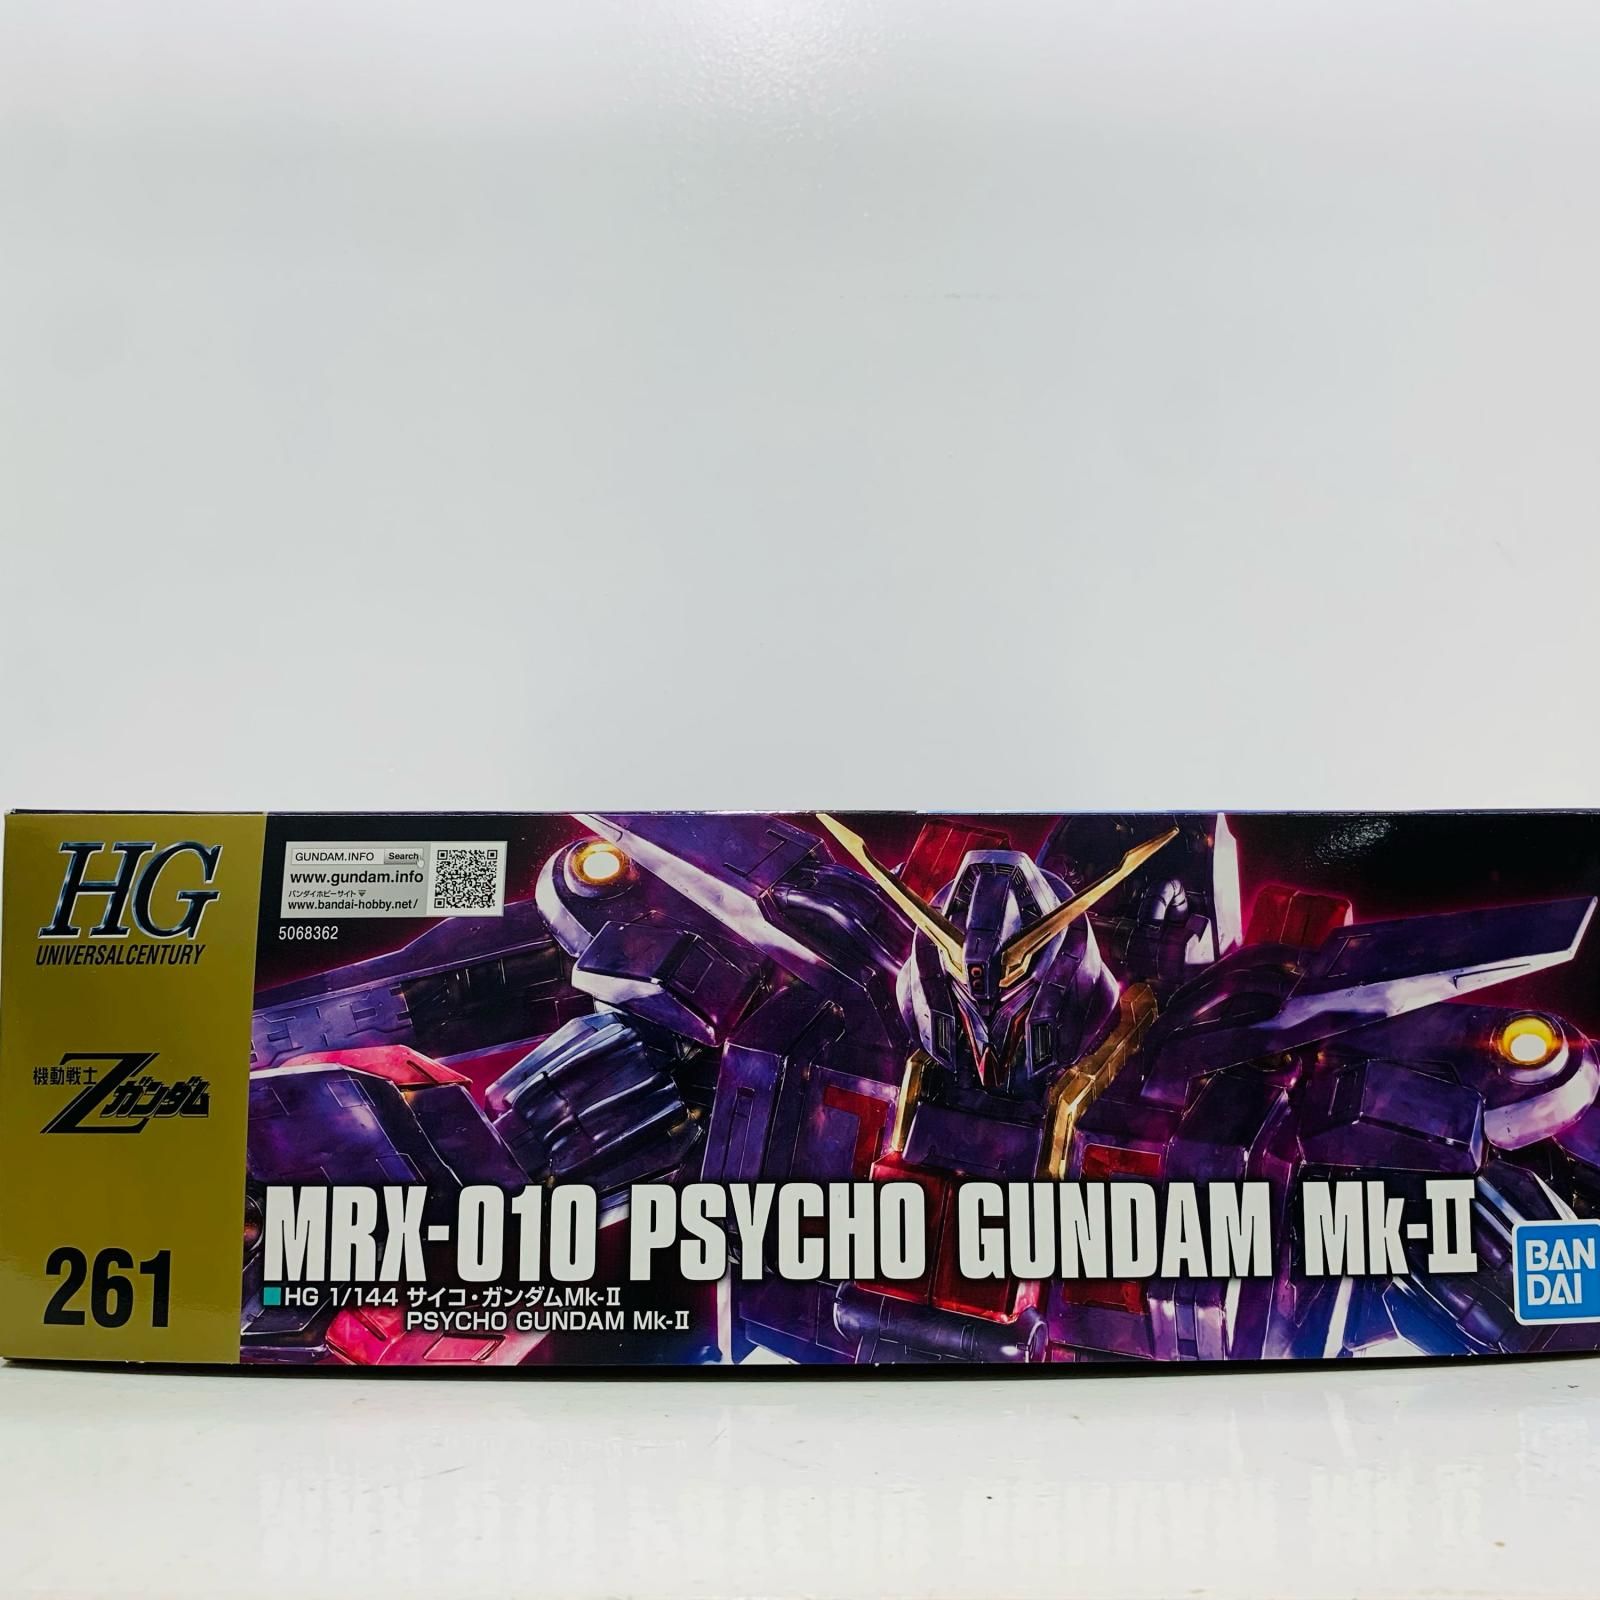 HG
UNIVERSAL CENTURY
機動戦士
Zガンダム
261
GUNDAM.INFO Search
www.gundam.info
バンダイホビーサイト
www.bandai-hobby.net/
5068362
MRX-010 PSYCHO GUNDAM Mk-II
HG 1/144 サイコ・ガンダムMk-II
PSYCHO GUNDAM Mk-II
BAN
DAI